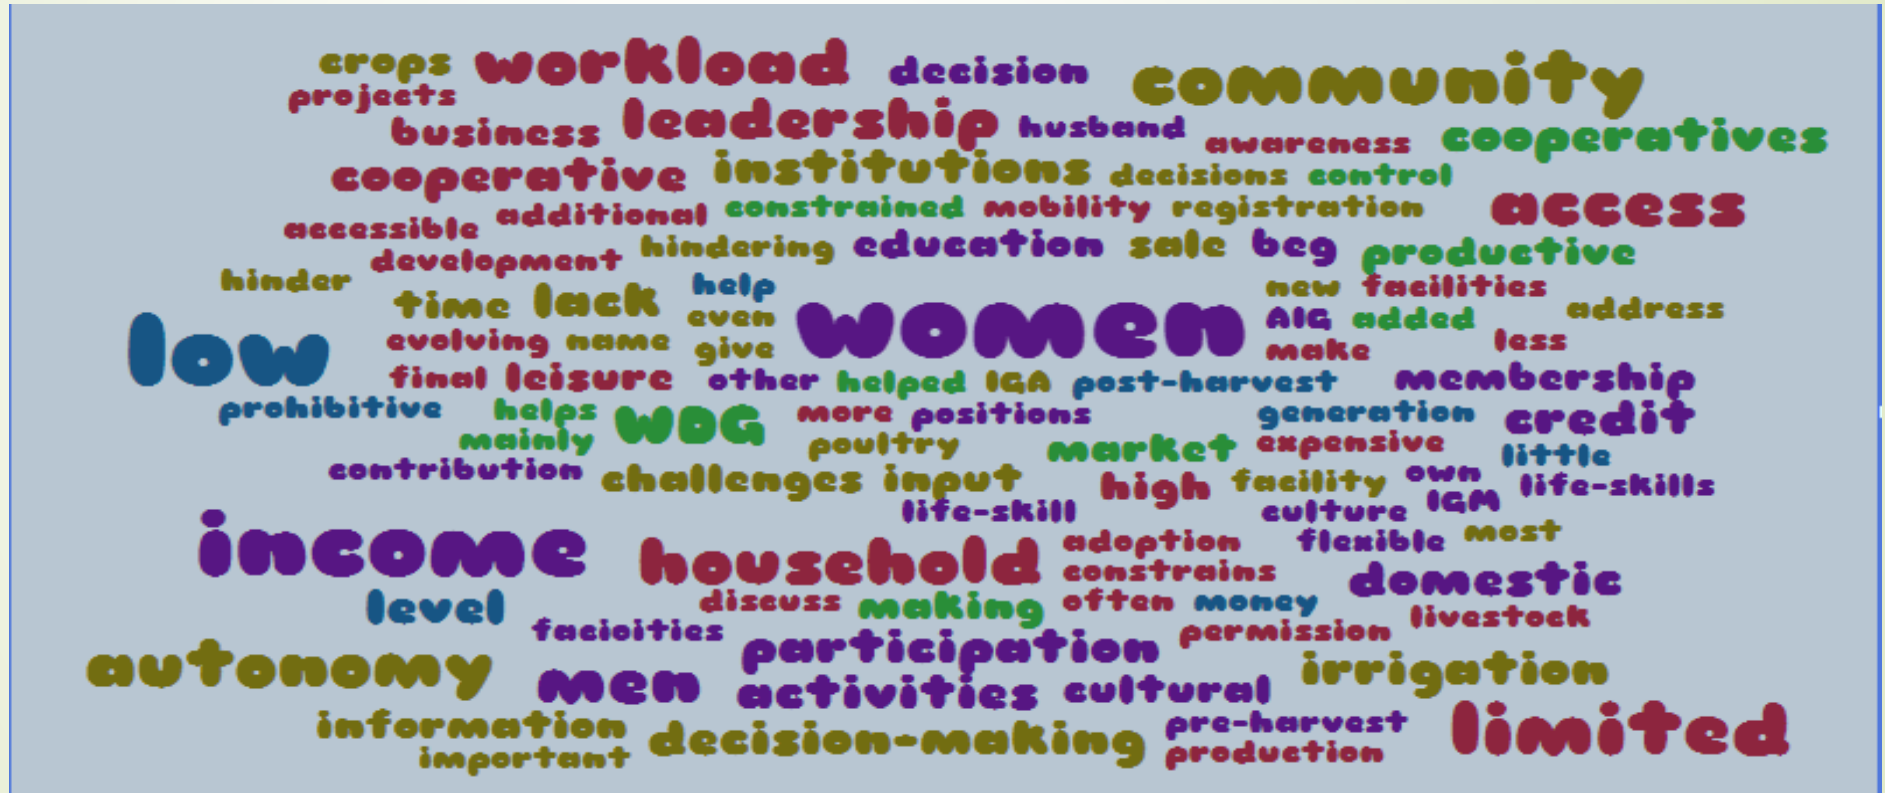 crops workload decision community
projects
business leadership husband awareness cooperatives
cooperative institutions decisions control
accessible additional constrained mobility registration access
development hindering education sale beg productive
hinder time lack help women new facilities
low even AIG added address
evolving name give make less
final leisure other helped IGA post-harvest membership
prohibitive helps WDG more positions generation credit
mainly poultry market expensive little
contribution challenges input high facility own life-skills
life-skill culture IGM
income household adoption flexible most
constrains domestic
level discuss making often money livestock
facioities participation permission
autonomy men activities cultural irrigation
information decision-making pre-harvest limited
important production